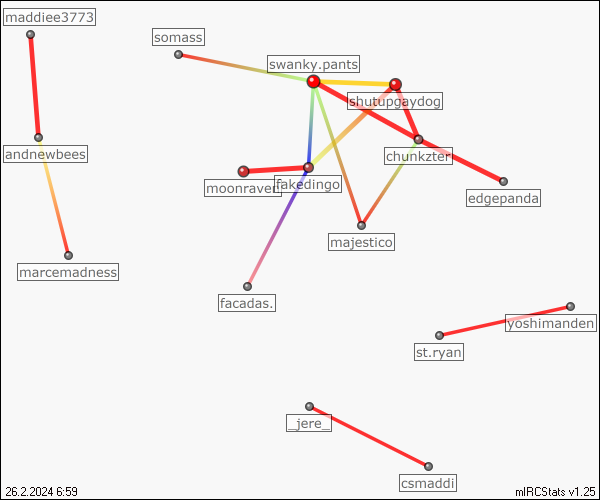 maddiee3773
somass
swanky.pants
shutupgaydog
andnewbees
chunkzter
moonraven
fakedingo
edgepanda
majestico
marcemadness
facadas.
yoshimanden
st.ryan
_jere_
csmaddi
26.2.2024 6:59
mIRCStats v1.25